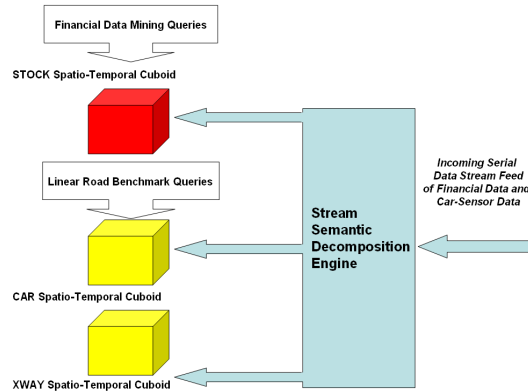 Financial Data Mining Queries
STOCK Spatio-Temporal Cuboid
Linear Road Benchmark Queries
CAR Spatio-Temporal Cuboid
XWAY Spatio-Temporal Cuboid
Stream
Semantic
Decomposition
Engine
Incoming Serial
Data Stream Feed
of Financial Data and
Car-Sensor Data